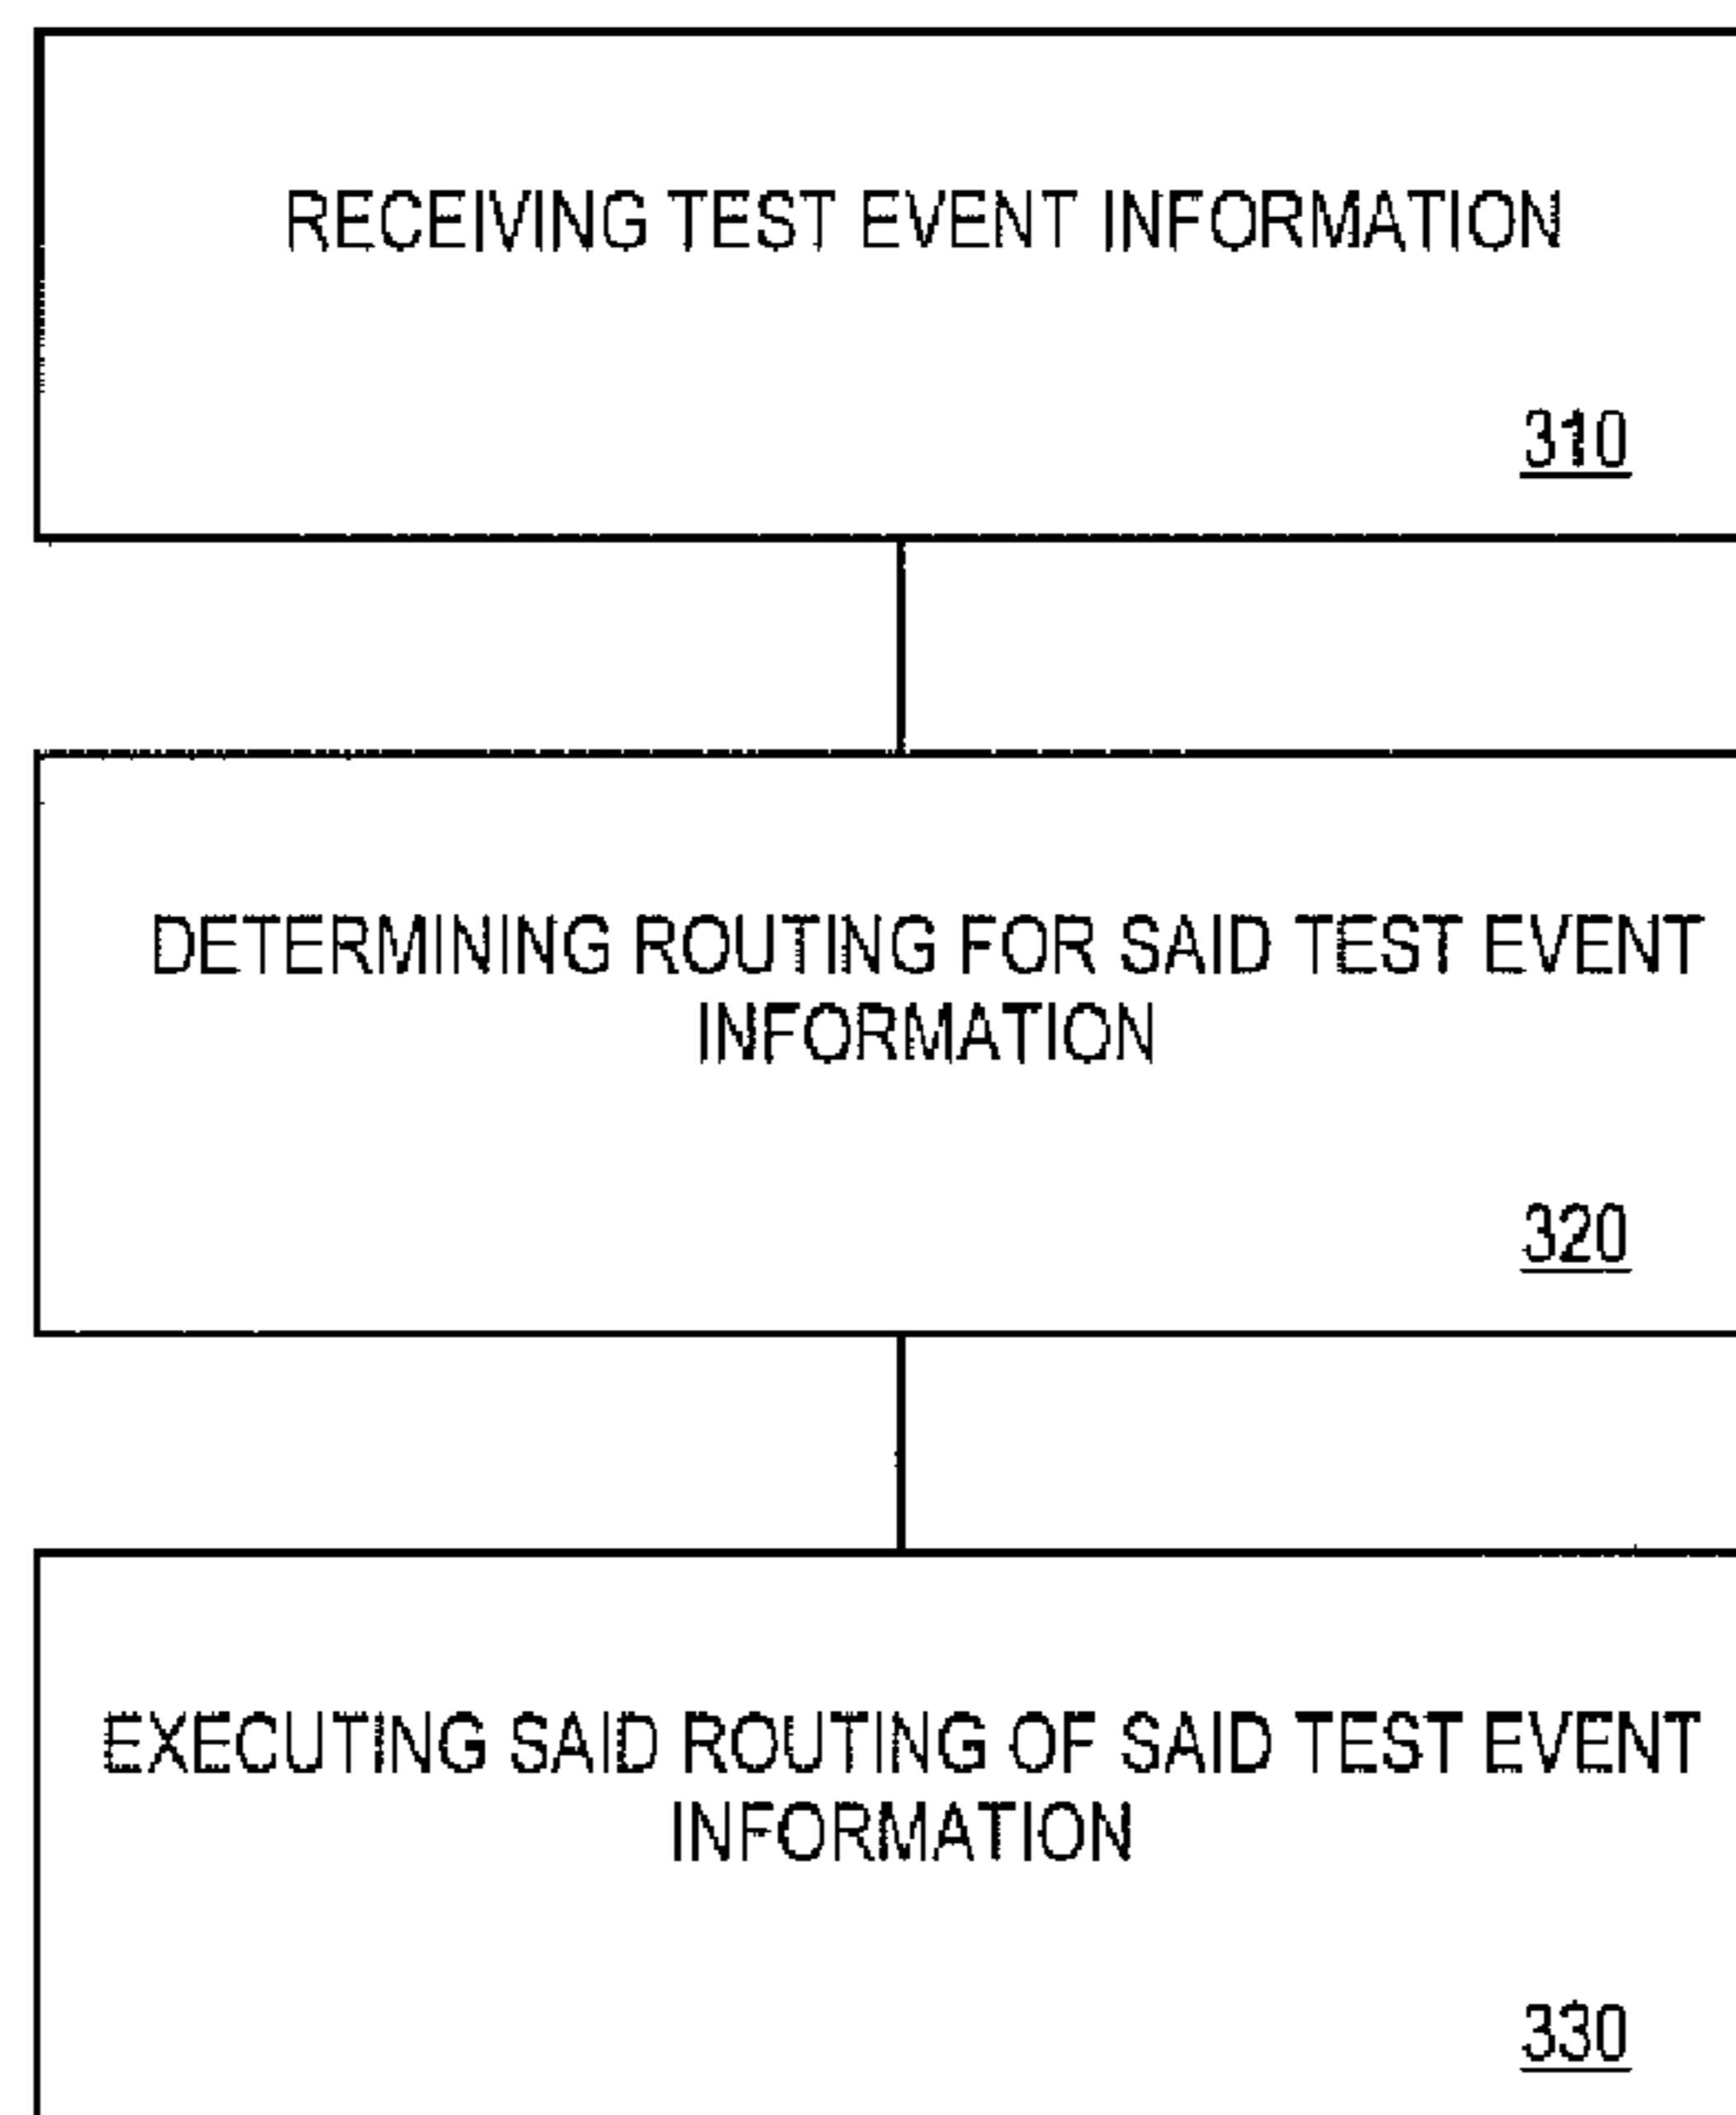 RECEIVING TEST EVENT INFORMATION
310
DETERMINING ROUTING FOR SAID TEST EVENT
INFORMATION
320
EXECUTING SAID ROUTING OF SAID TEST EVENT
INFORMATION
330